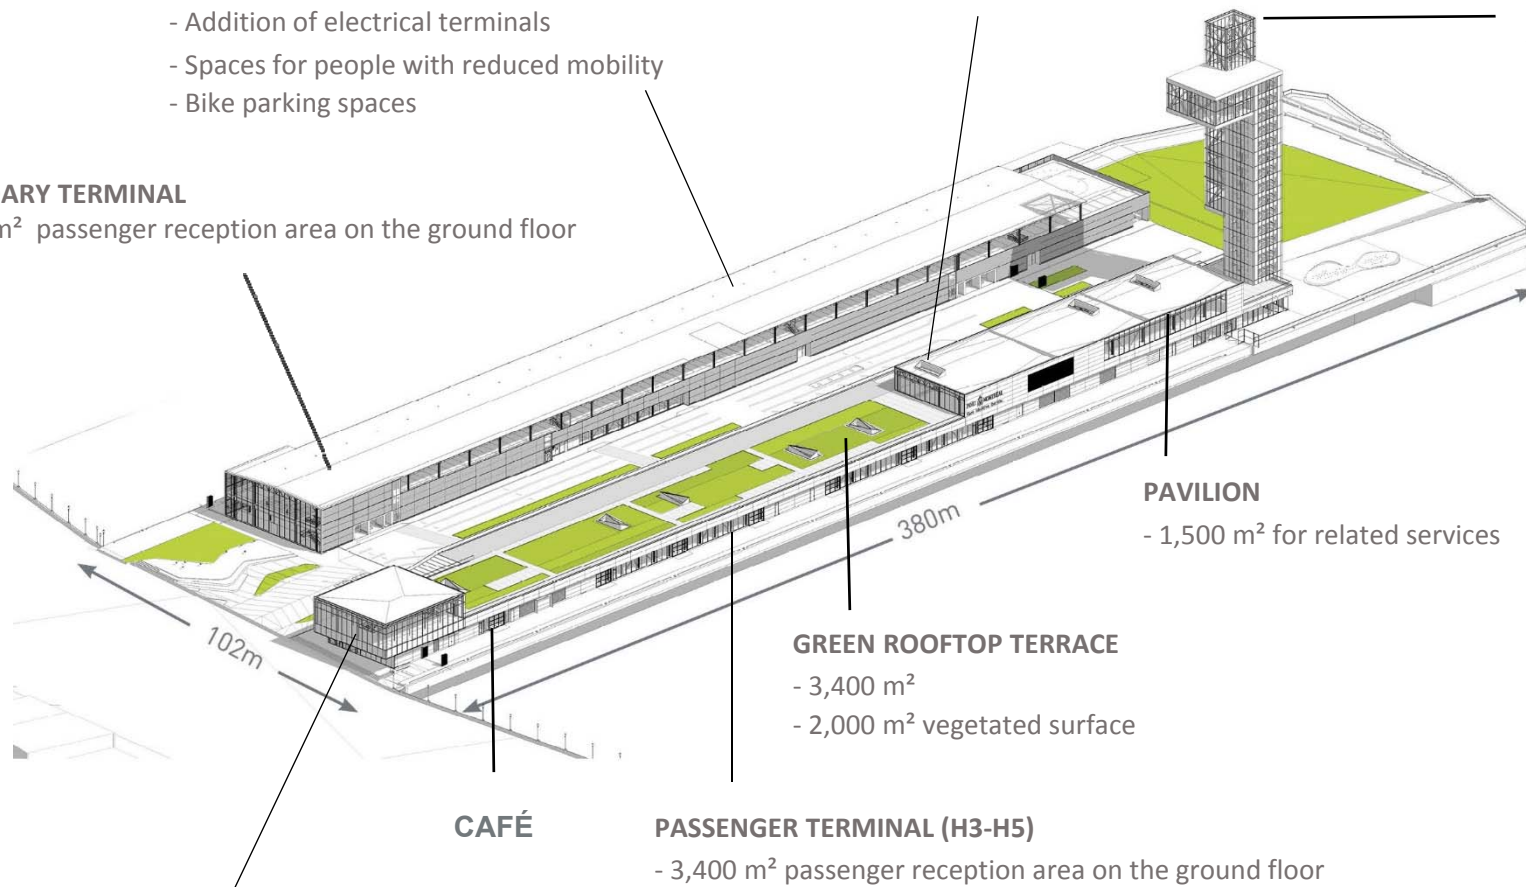 - Addition of electrical terminals
- Spaces for people with reduced mobility
- Bike parking spaces
ARY TERMINAL
m² passenger reception area on the ground floor
PORT MONTRÉAL
PAVILION
- 1,500 m² for related services
380m
102m
GREEN ROOFTOP TERRACE
- 3,400 m²
- 2,000 m² vegetated surface
CAFÉ
PASSENGER TERMINAL (H3-H5)
- 3,400 m² passenger reception area on the ground floor